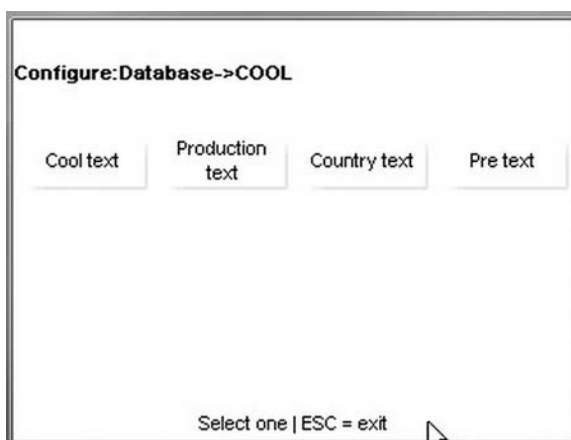 Configure:Database->COOL
Cool text
Production
text
Country text
Pre text
Select one | ESC = exit